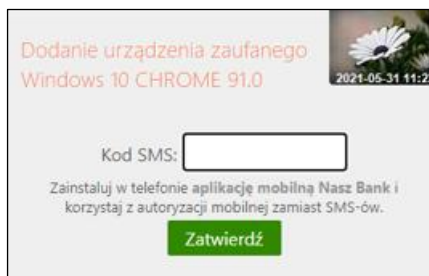 Dodanie urządzenia zaufanego
Windows 10 CHROME 91.0
2021-05-31 11:2
Kod SMS:
Zainstaluj w telefonie aplikację mobilną Nasz Bank i
korzystaj z autoryzacji mobilnej zamiast SMS-ów.
Zatwierdź